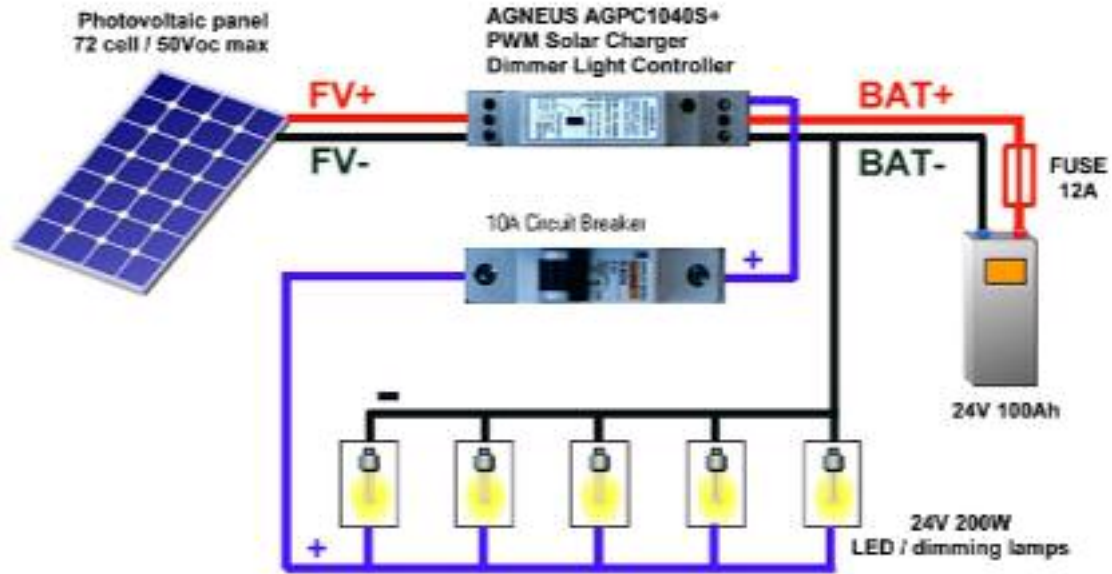 Photovoltaic panel
72 cell / 50Voc max
AGNEUS AGPC1040S+
PWM Solar Charger
Dimmer Light Controller
FV+
BAT+
FV-
BAT-
FUSE
12A
10A Circuit Breaker
+
-
24V 100Ah
+
24V 200W
LED / dimming lamps